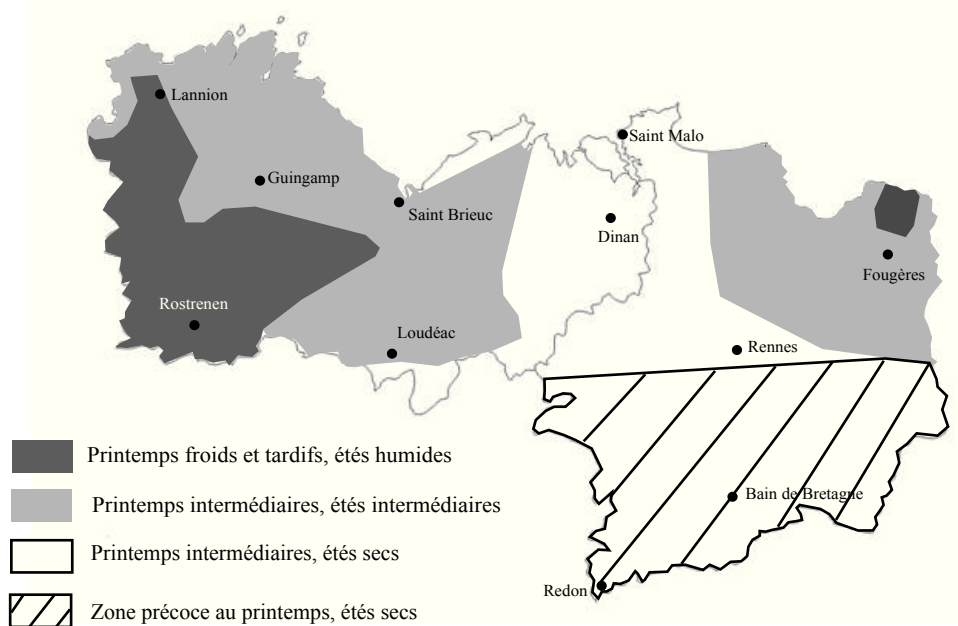 Lannion
Saint Malo
Guingamp
Saint Brieuc
Dinan
Fougères
Rostrenen
Loudéac
Rennes
Printemps froids et tardifs, étés humides
Printemps intermédiaires, étés intermédiaires
Bain de Bretagne
Printemps intermédiaires, étés secs
Redon
Zone précoce au printemps, étés secs